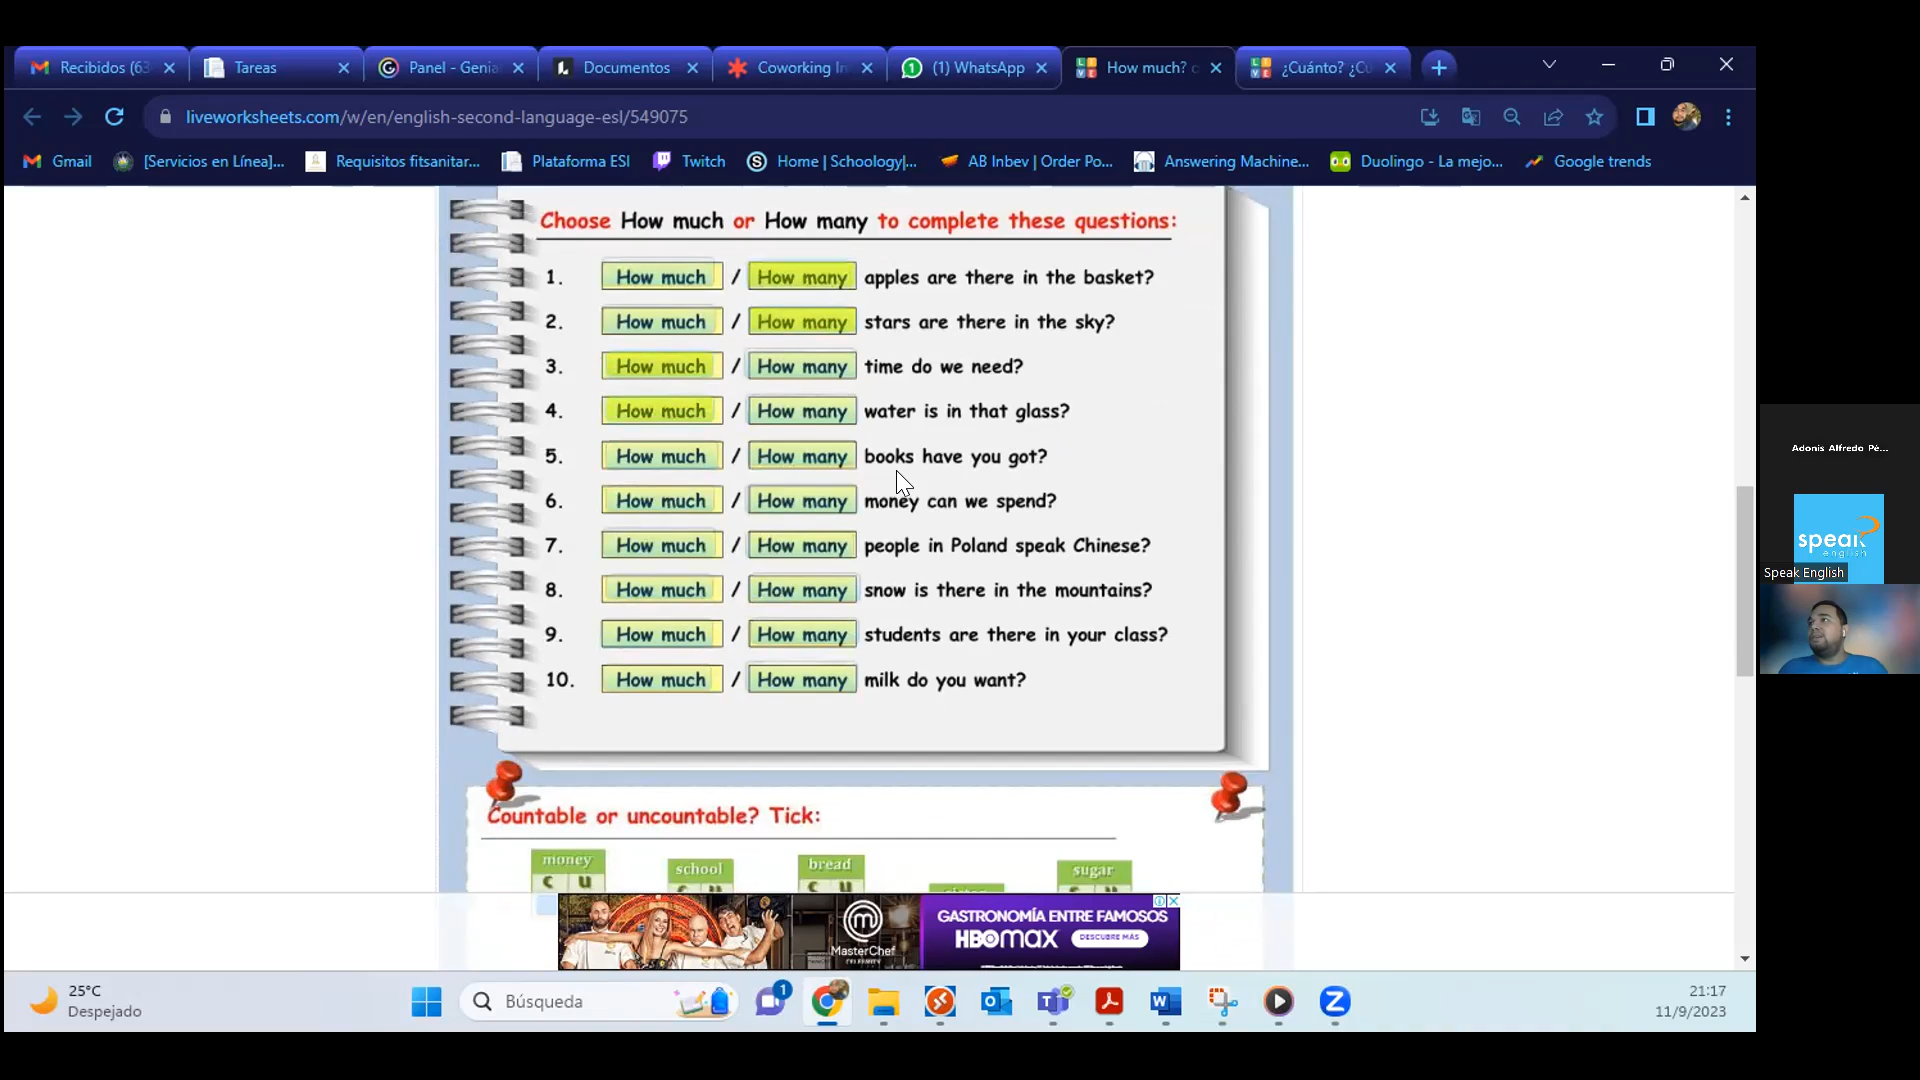 Recibidos (63
Tareas
Panel - Genia
Documentos
Coworking In
(1) WhatsApp
How much? o
¿Cuánto? ¿Cu
liveworksheets.com/w/en/english-second-language-esl/549075
Gmail
[Servicios en Línea]...
Requisitos fitsanitar...
Plataforma ESI
Twitch
Home | Schoology|...
AB Inbev | Order Po...
Answering Machine...
Duolingo - La mejo...
Google trends
Choose How much or How many to complete these questions:
1. How much / How many apples are there in the basket?
2. How much / How many stars are there in the sky?
3. How much / How many time do we need?
4. How much / How many water is in that glass?
5. How much / How many books have you got?
6. How much / How many money can we spend?
7. How much / How many people in Poland speak Chinese?
8. How much / How many snow is there in the mountains?
9. How much / How many students are there in your class?
10. How much / How many milk do you want?
Countable or uncountable? Tick:
money
school
bread
sugar
C U
C U
C U
C U
MasterChef
GASTRONOMÍA ENTRE FAMOSOS
HBOMAX
DESCUBRE MÁS
Adonis Alfredo Pé...
speak
english
Speak English
25°C
Despejado
Búsqueda
1
21:17
11/9/2023